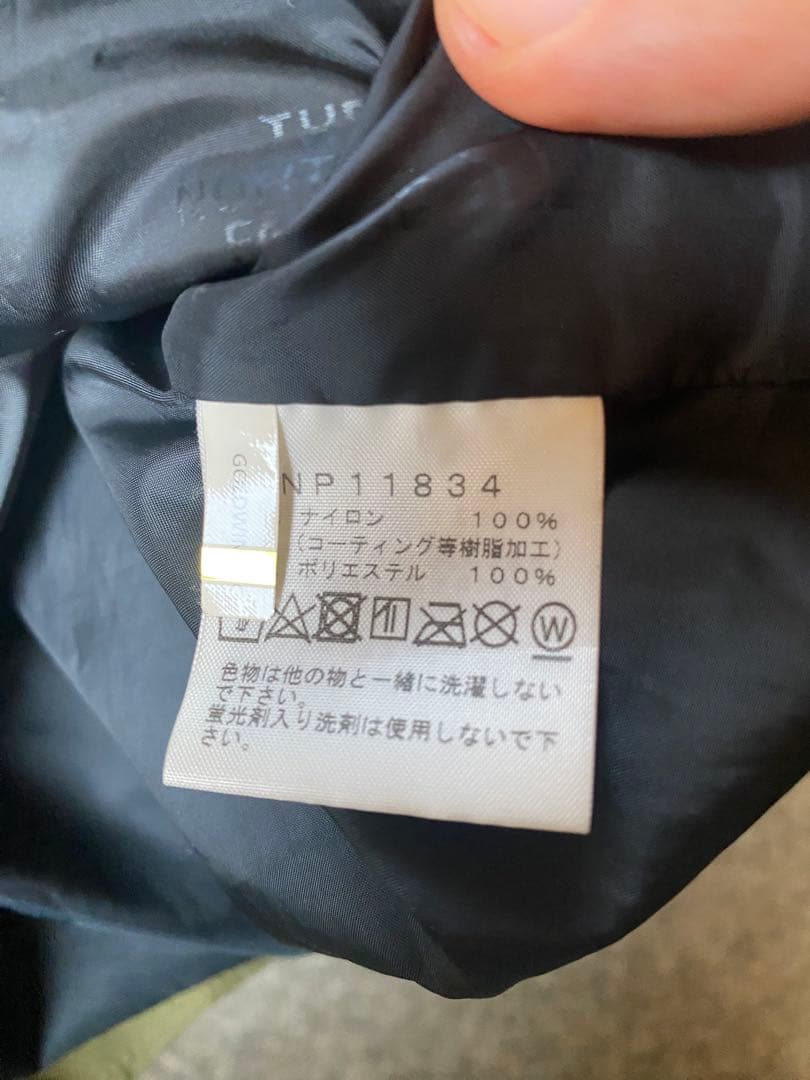 TU
NP11834
ナイロン 100%
(コーティング等樹脂加工)
ポリエステル 100%
W
色物は他の物と一緒に洗濯しない
で下さい。
蛍光剤入り洗剤は使用しないで下
さい。
GOLDWIN